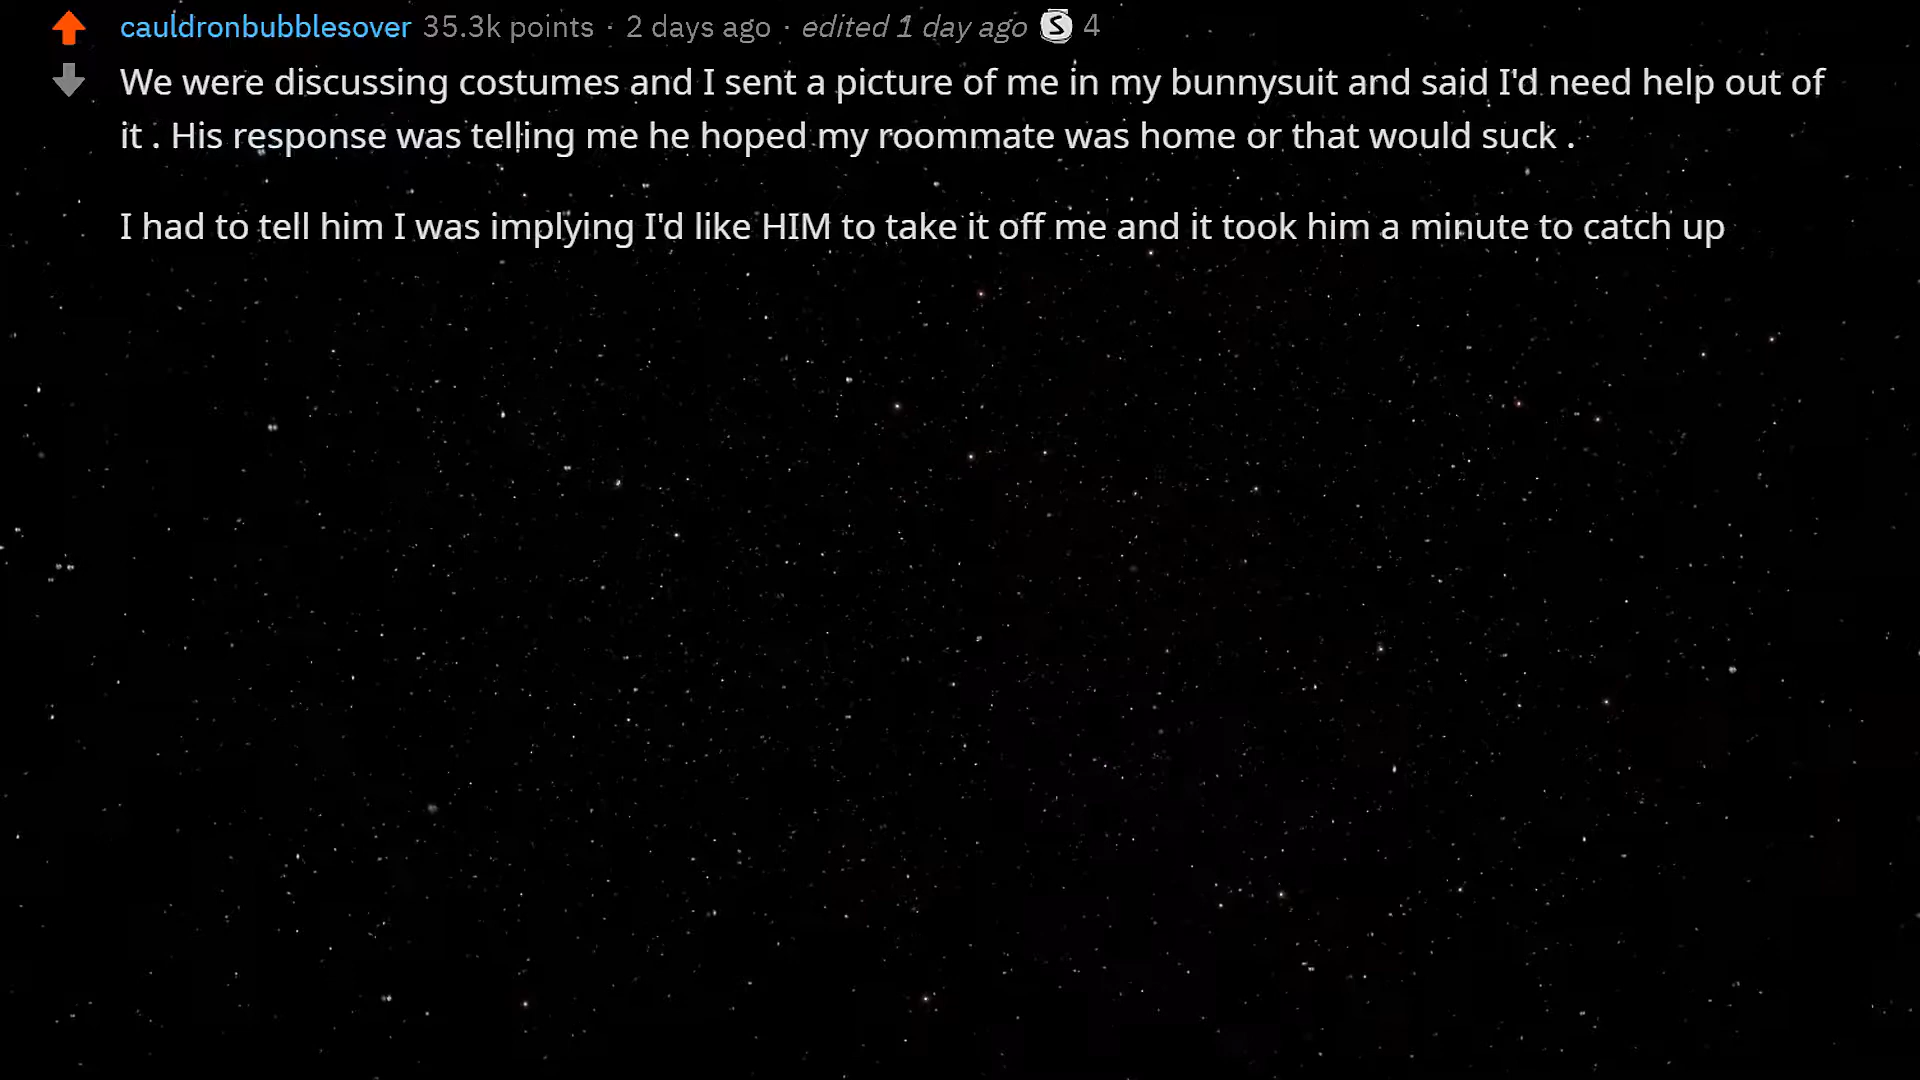 cauldronbubblesover 35.3k points · 2 days ago · edited 1 day ago S 4
We were discussing costumes and I sent a picture of me in my bunnysuit and said I'd need help out of
it . His response was telling me he hoped my roommate was home or that would suck .
I had to tell him I was implying I'd like HIM to take it off me and it took him a minute to catch up